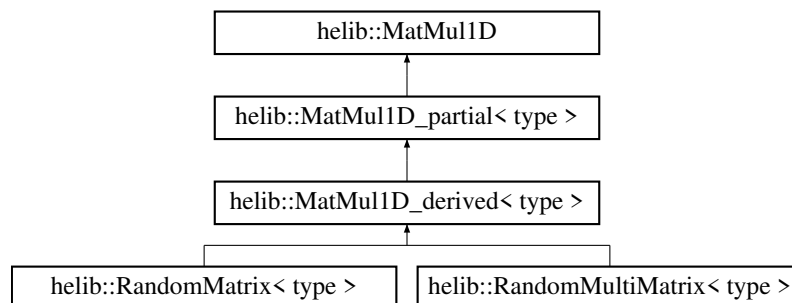 helib::MatMul1D
helib::MatMul1D_partial< type >
helib::MatMul1D_derived< type >
helib::RandomMatrix< type >
helib::RandomMultiMatrix< type >